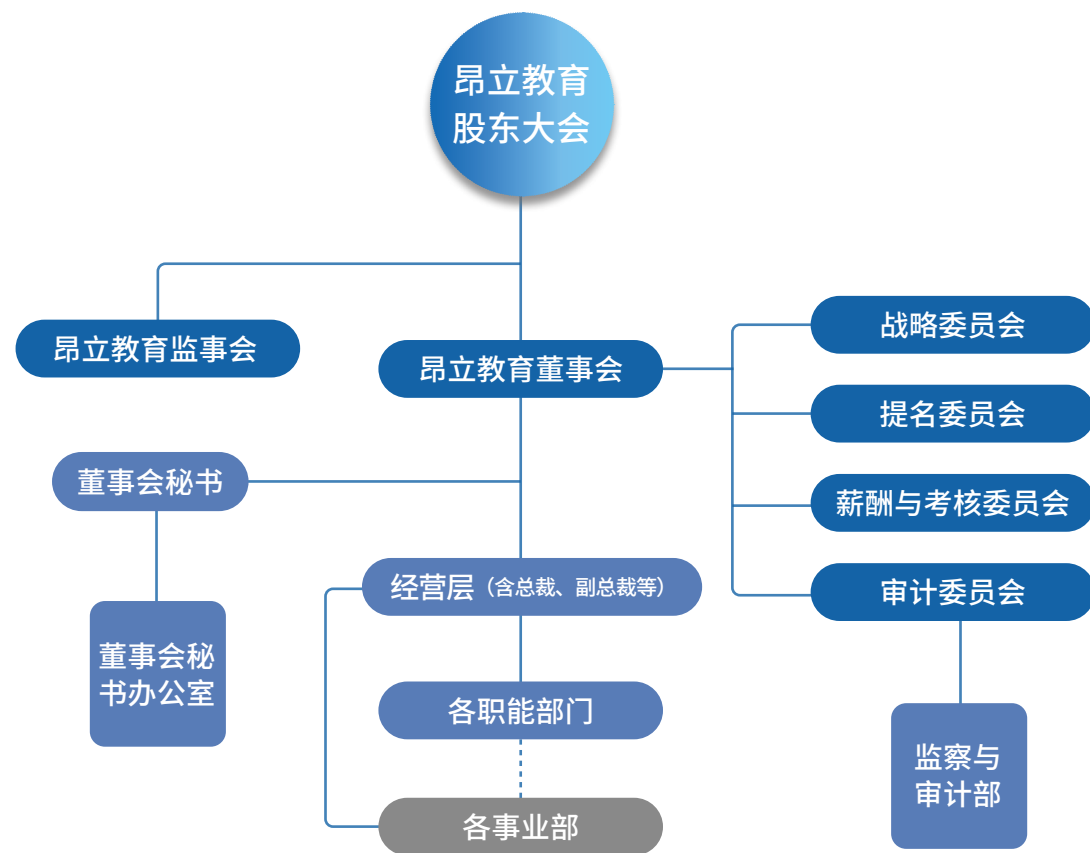 昂立教育
股东大会
昂立教育监事会
昂立教育董事会
战略委员会
提名委员会
薪酬与考核委员会
审计委员会
董事会秘书
经营层（含总裁、副总裁等）
董事会秘
书办公室
各职能部门
监察与
审计部
各事业部